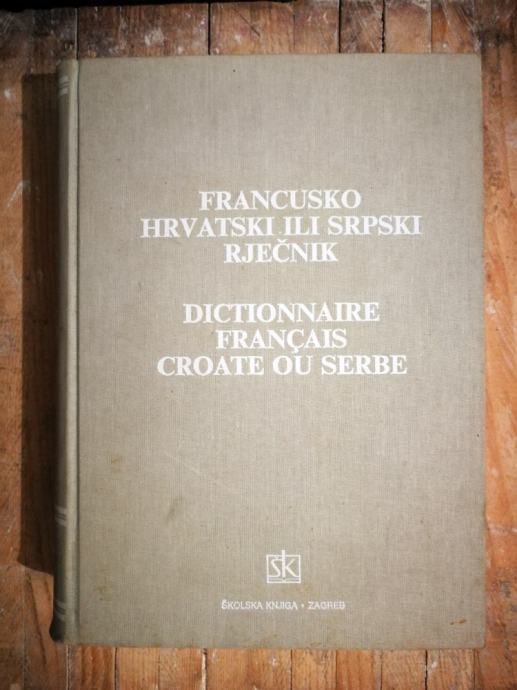 FRANCUSKO
HRVATSKI ILI SRPSKI
RJEČNIK
DICTIONNAIRE
FRANÇAIS
CROATE OU SERBE
ŠK
ŠKOLSKA KNJIGA • ZAGREB